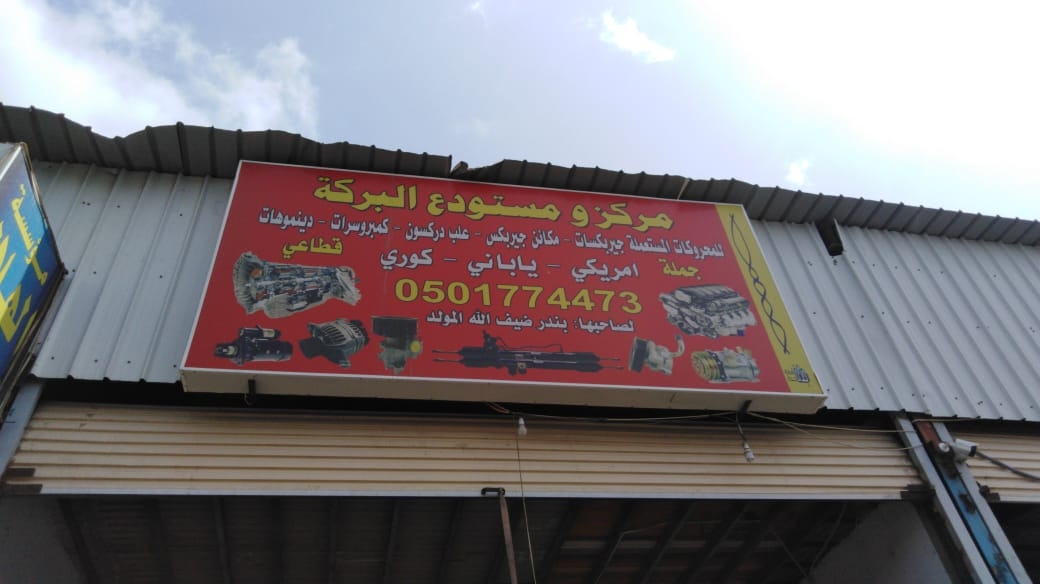 مركز و مستودع البركة
للمحروكات المستعملة جيربكسات - مكائن جيربكس - علب دركسون - كمبروسرات - دينموهات
جملة امريكي - ياباني - كوري قطاعي
0501774473
لصاحبها: بندر ضيف الله المولد